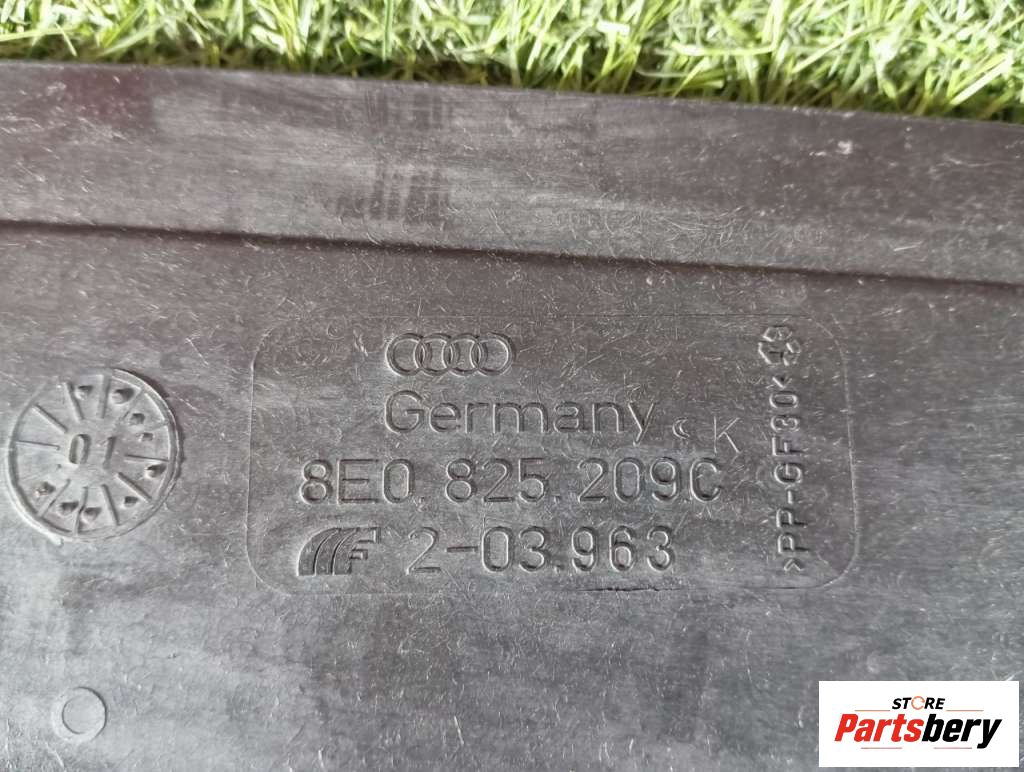 Germany
K
8E0. 825. 209C
F 2-03.963
>PP-GF30<
01
STORE
Partsbery